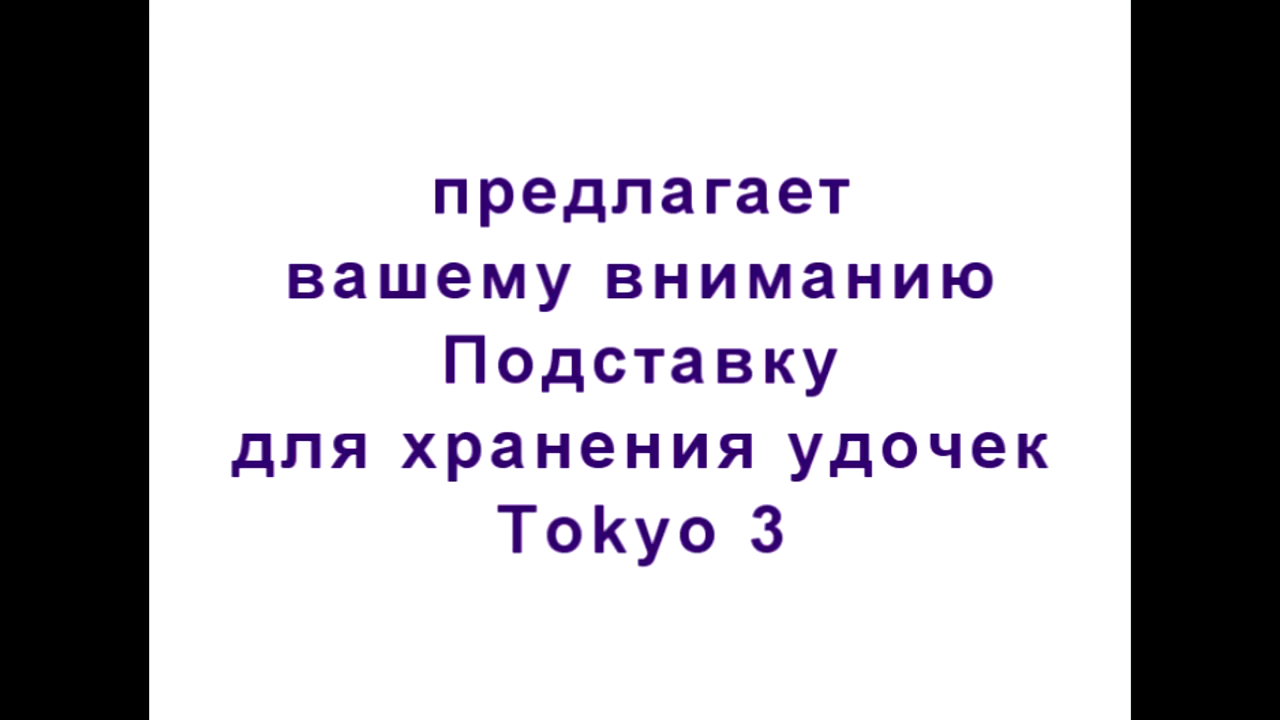 предлагает
вашему вниманию
Подставку
для хранения удочек
Tokyo 3